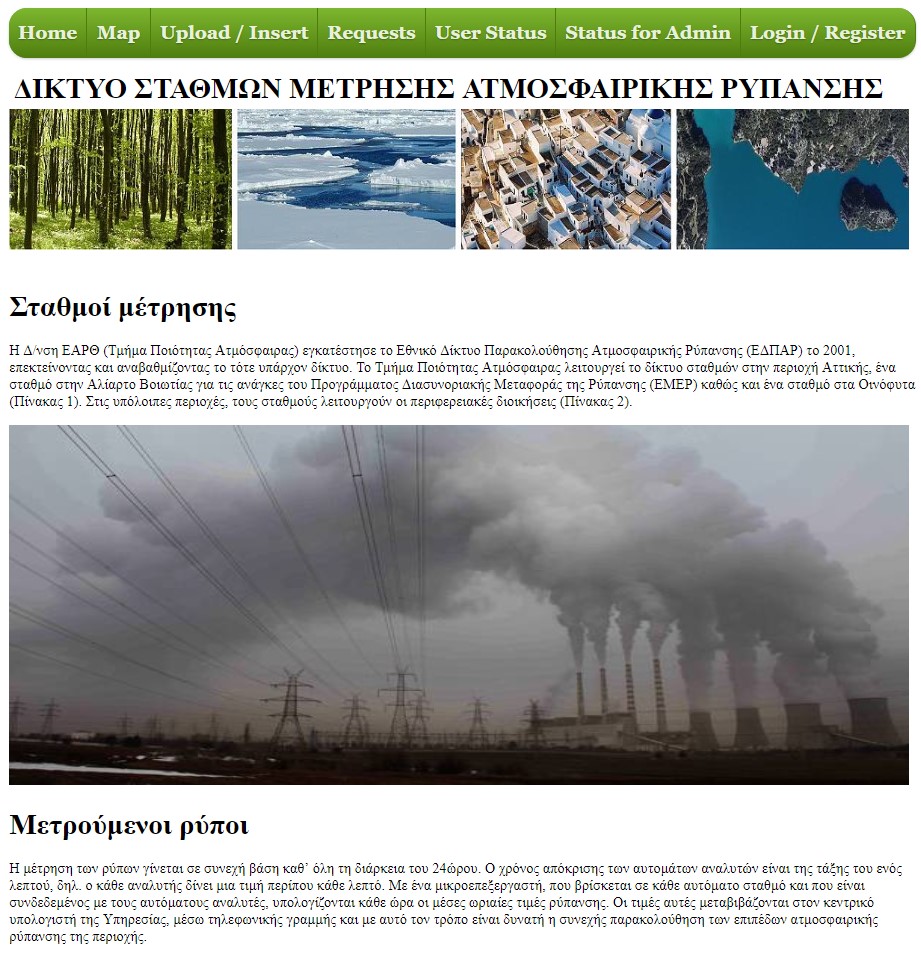 Home Map Upload / Insert Requests User Status Status for Admin Login / Register
ΔΙΚΤΥΟ ΣΤΑΘΜΩΝ ΜΕΤΡΗΣΗΣ ΑΤΜΟΣΦΑΙΡΙΚΗΣ ΡΥΠΑΝΣΗΣ
Σταθμοί μέτρησης
Η Δ/νση ΕΑΡΘ (Τμήμα Ποιότητας Ατμόσφαιρας) εγκατέστησε το Εθνικό Δίκτυο Παρακολούθησης Ατμοσφαιρικής Ρύπανσης (ΕΔΠΑΡ) το 2001,
επεκτείνοντας και αναβαθμίζοντας το τότε υπάρχον δίκτυο. Το Τμήμα Ποιότητας Ατμόσφαιρας λειτουργεί το δίκτυο σταθμών στην περιοχή Αττικής, ένα
σταθμό στην Αλίαρτο Βοιωτίας για τις ανάγκες του Προγράμματος Διασυνοριακής Μεταφοράς της Ρύπανσης (ΕΜΕΡ) καθώς και ένα σταθμό στα Οινόφυτα
(Πίνακας 1). Στις υπόλοιπες περιοχές, τους σταθμούς λειτουργούν οι περιφερειακές διοικήσεις (Πίνακας 2).
Μετρούμενοι ρύποι
Η μέτρηση των ρύπων γίνεται σε συνεχή βάση καθ’ όλη τη διάρκεια του 24ώρου. Ο χρόνος απόκρισης των αυτομάτων αναλυτών είναι της τάξης του ενός
λεπτού, δηλ. ο κάθε αναλυτής δίνει μια τιμή περίπου κάθε λεπτό. Με ένα μικροεπεξεργαστή, που βρίσκεται σε κάθε αυτόματο σταθμό και που είναι
συνδεδεμένος με τους αυτόματους αναλυτές, υπολογίζονται κάθε ώρα οι μέσες ωριαίες τιμές ρύπανσης. Οι τιμές αυτές μεταβιβάζονται στον κεντρικό
υπολογιστή της Υπηρεσίας, μέσω τηλεφωνικής γραμμής και με αυτό τον τρόπο είναι δυνατή η συνεχής παρακολούθηση των επιπέδων ατμοσφαιρικής
ρύπανσης της περιοχής.